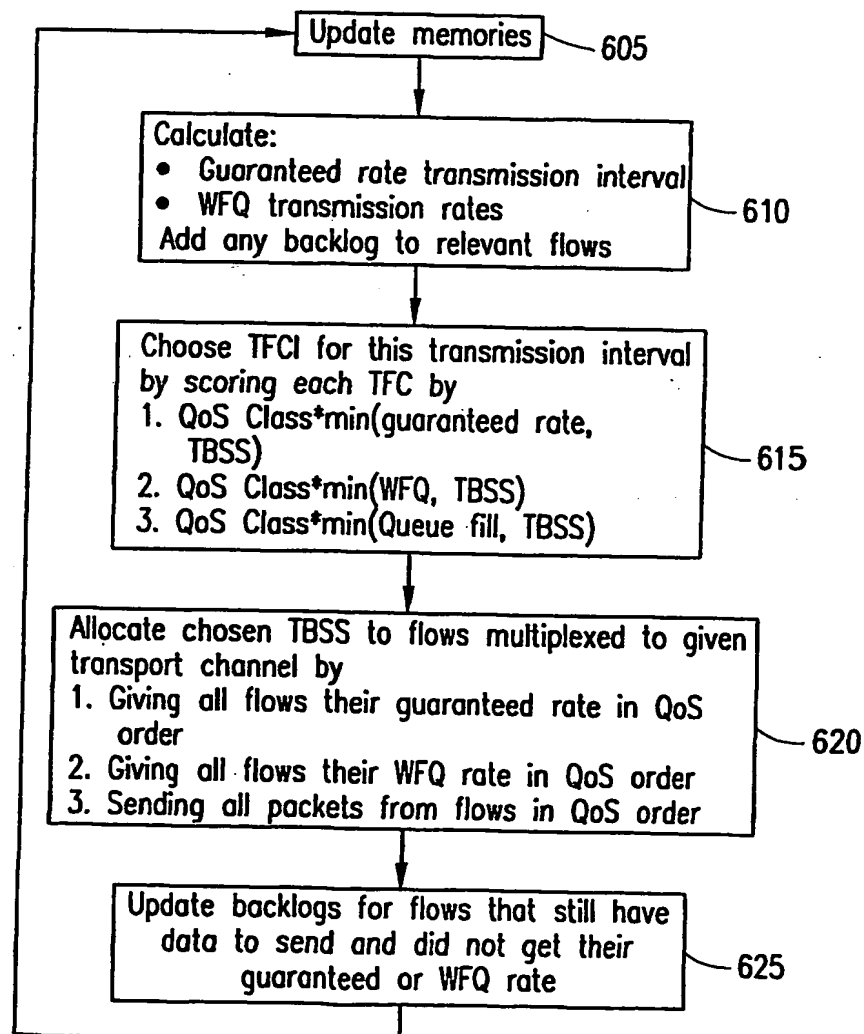 Update memories
605
Calculate:
• Guaranteed rate transmission interval
• WFQ transmission rates
Add any backlog to relevant flows
610
Choose TFCI for this transmission interval
by scoring each TFC by
1. QoS Class*min(guaranteed rate,
TBSS)
2. QoS Class*min(WFQ, TBSS)
3. QoS Class*min(Queue fill, TBSS)
615
Allocate chosen TBSS to flows multiplexed to given
transport channel by
1. Giving all flows their guaranteed rate in QoS
order
2. Giving all flows their WFQ rate in QoS order
3. Sending all packets from flows in QoS order
620
Update backlogs for flows that still have
data to send and did not get their
guaranteed or WFQ rate
625